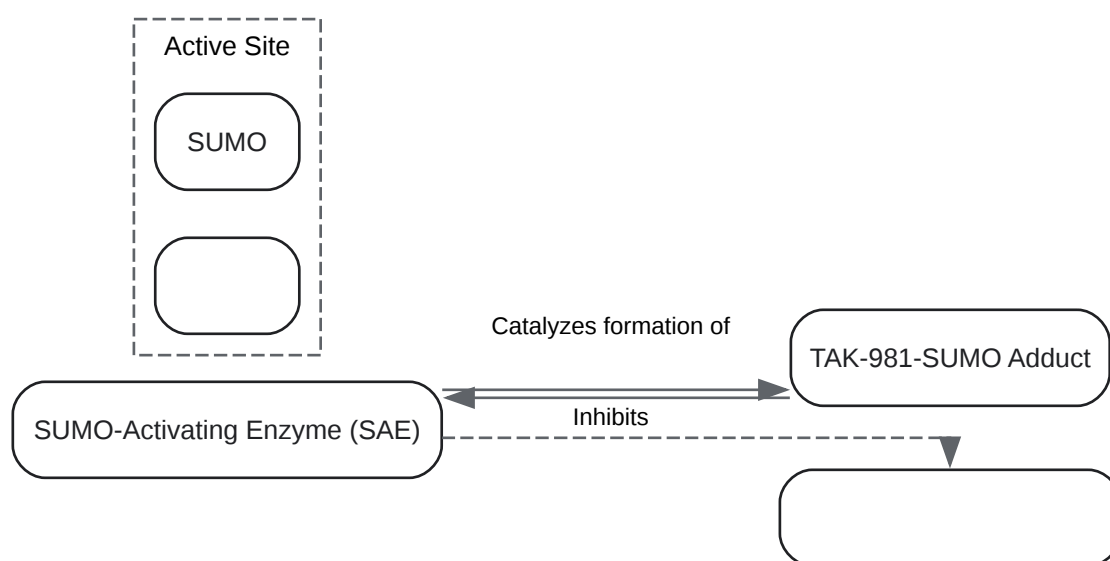 Active Site
SUMO
Catalyzes formation of
TAK-981-SUMO Adduct
Inhibits
SUMO-Activating Enzyme (SAE)